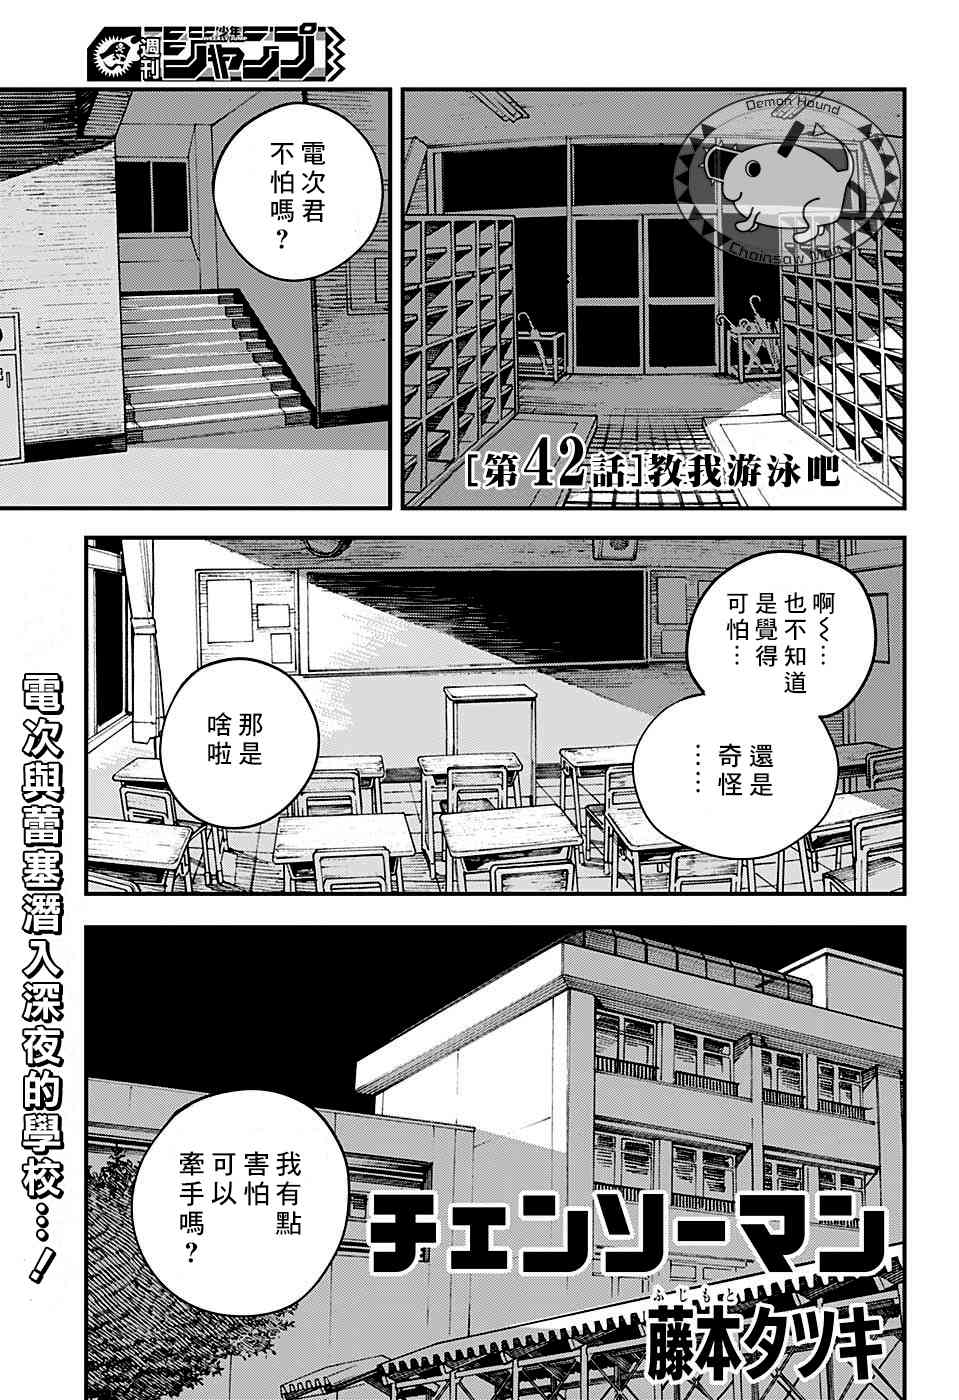 週刊
少年
ジャンプ
Demon Hound
Chainsaw Man
[第42話]教我游泳吧
電次君
不怕嗎?
啊~…
也不知道
是覺得
可怕…
還是
奇怪
……
那是
啥啦
電次與蕾塞潛入深夜的學校…!
我有點
害怕
可以
牽手嗎?
チェンソーマン
ふじもと
藤本タツキ